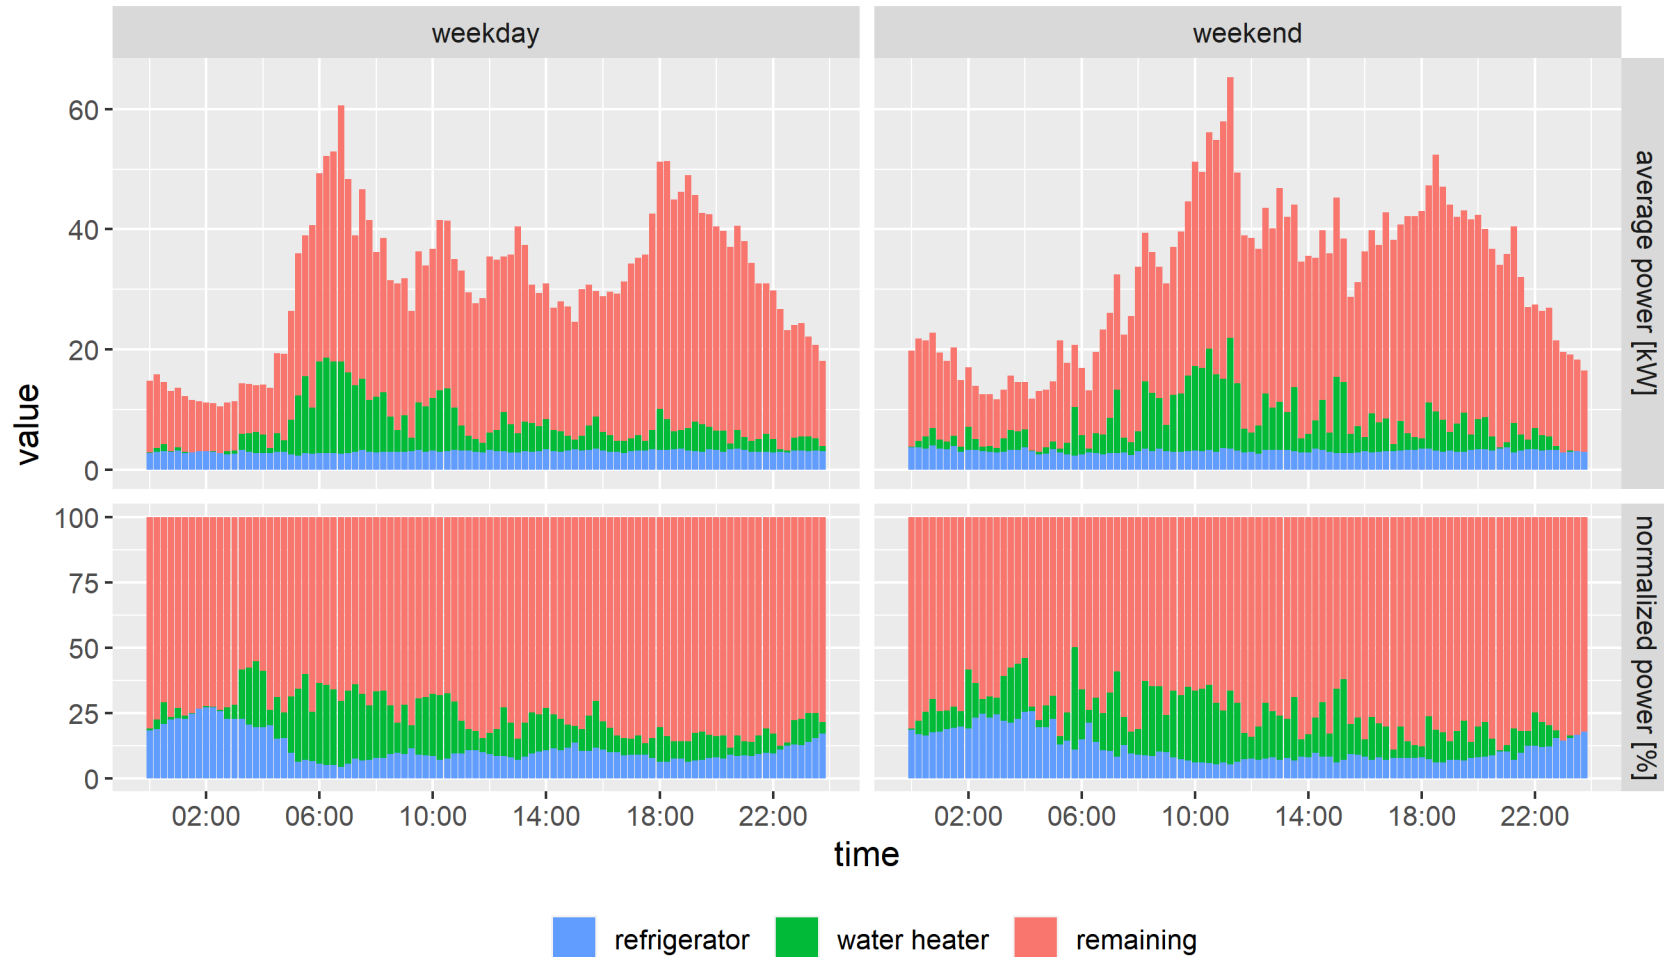 weekday
weekend
value
60
40
20
0
average power [kW]
100
75
50
25
0
normalized power [%]
02:00 06:00 10:00 14:00 18:00 22:00
02:00 06:00 10:00 14:00 18:00 22:00
time
refrigerator
water heater
remaining